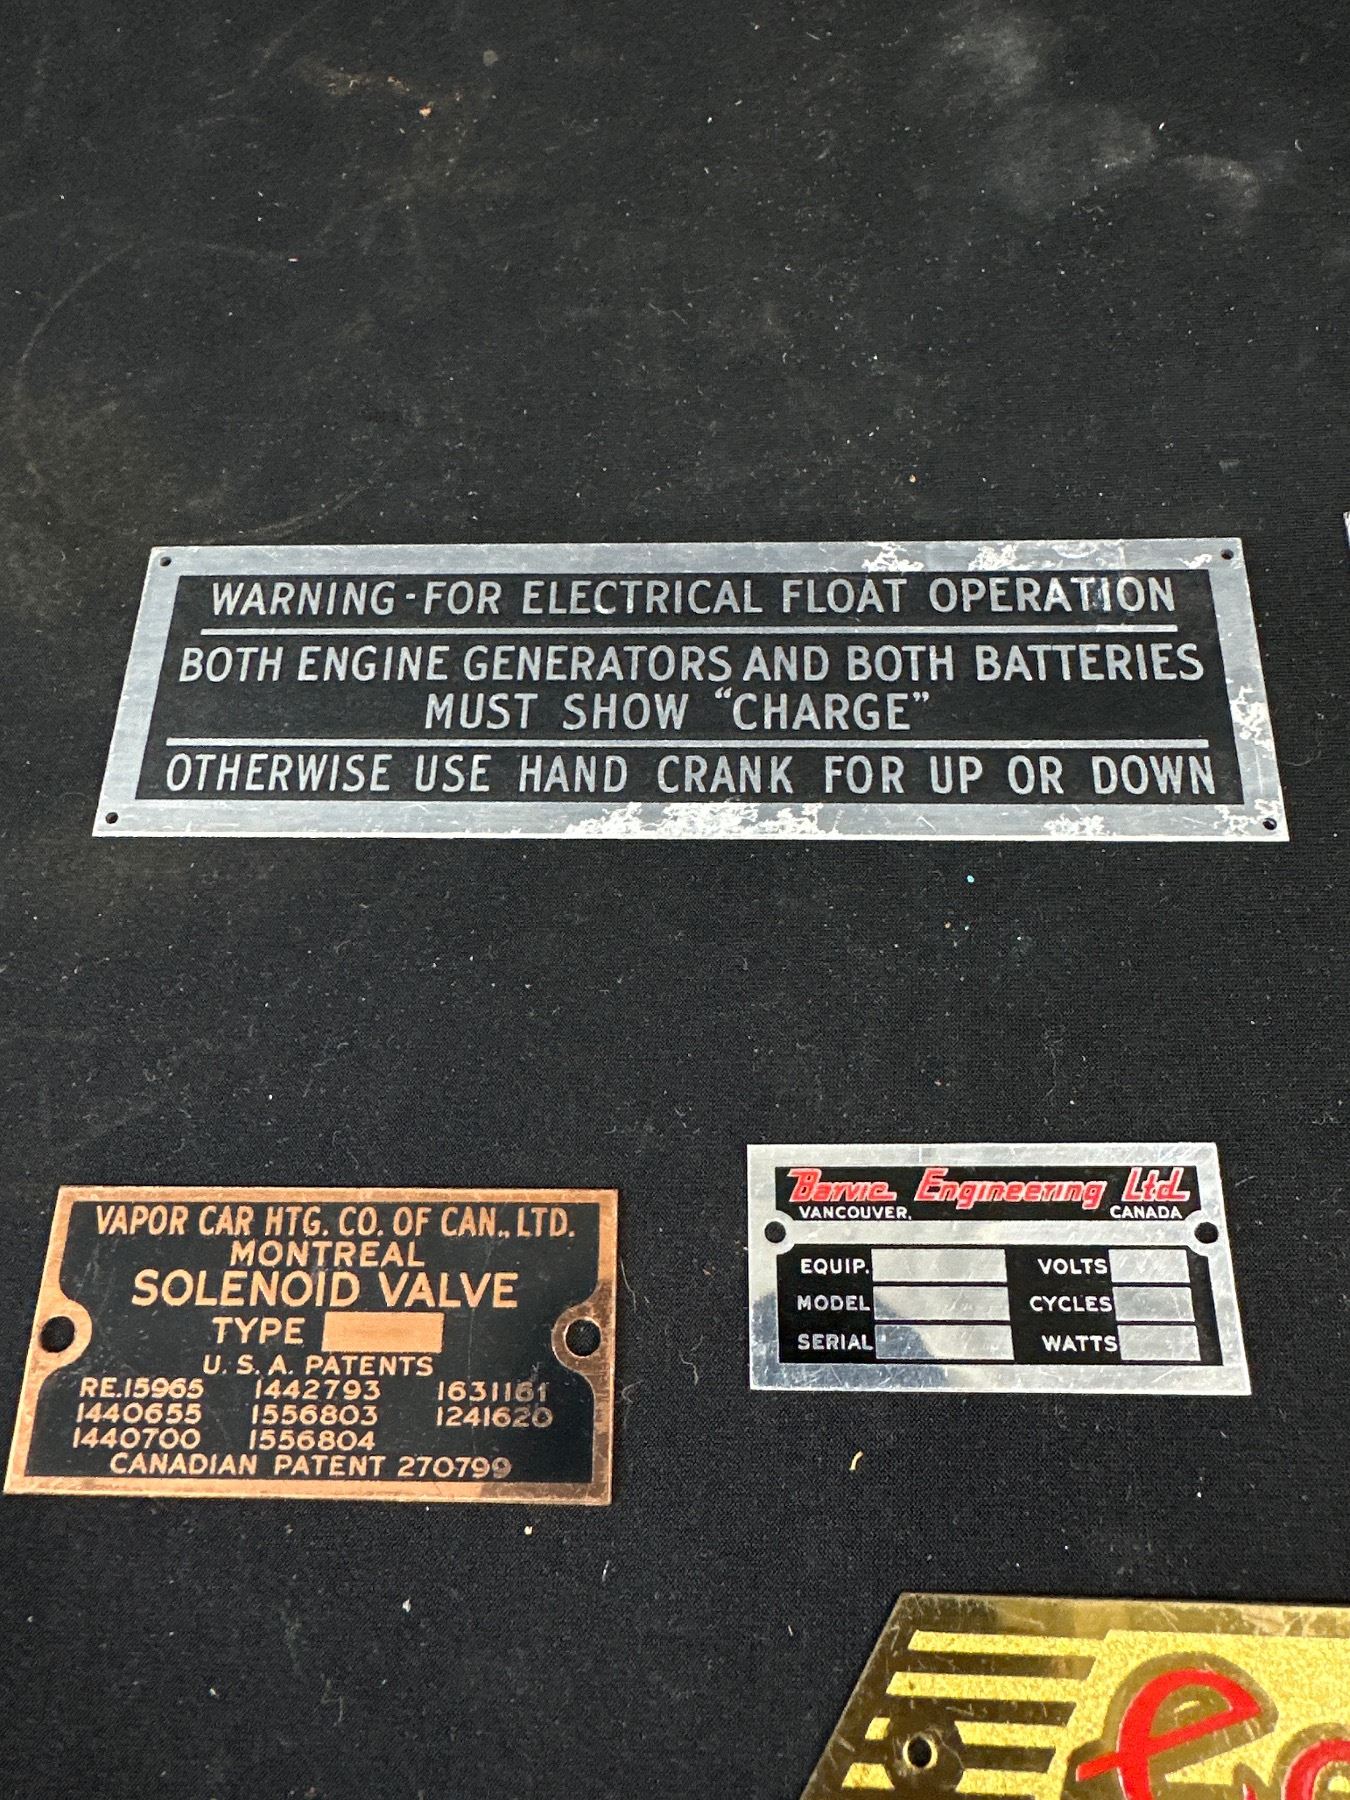 WARNING-FOR ELECTRICAL FLOAT OPERATION
BOTH ENGINE GENERATORS AND BOTH BATTERIES
MUST SHOW "CHARGE"
OTHERWISE USE HAND CRANK FOR UP OR DOWN
VAPOR CAR HTG. CO. OF CAN., LTD.
MONTREAL
SOLENOID VALVE
TYPE
U.S.A. PATENTS
RE.15965 1442793 1631161
1440655 1556803 1241620
1440700 1556804
CANADIAN PATENT 270799
Barvic Engineering Ltd.
VANCOUVER, CANADA
EQUIP. VOLTS
MODEL CYCLES
SERIAL WATTS